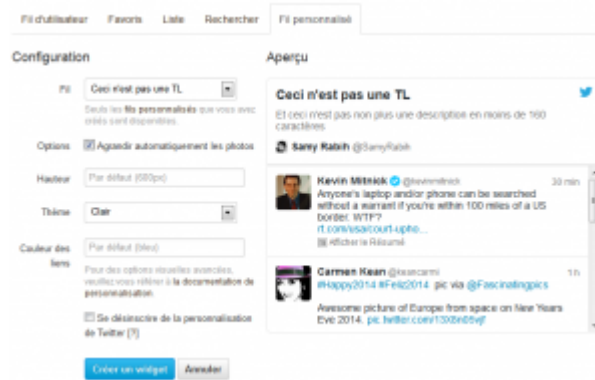 Fil d'utilisateur Favoris Liste Rechercher Fil personnalisé
Configuration
Fil Ceci n'est pas une TL
Seuls les fils personnalisés que vous avez
créés sont disponibles.
Options Agrandir automatiquement les photos
Hauteur Par défaut (600px)
Thème Clair
Couleur des liens Par défaut (bleu)
Pour des options visuelles avancées,
veuillez vous référer à la documentation de
personnalisation.
Se désinscrire de la personnalisation
de Twitter [?]
Créer un widget Annuler
Aperçu
Ceci n'est pas une TL
Et ceci n'est pas non plus une description en moins de 160
caractères
Samy Rabih @SamyRabih
Kevin Mitnick @kevinmitnick 30 min
Anyone's laptop and/or phone can be searched
without a warrant if you're within 100 miles of a US
border. WTF?
rt.com/usa/court-upho...
Afficher le Résumé
Carmen Kean @keancarmi 1h
#Happy2014 #Feliz2014 pic via @Fascinatingpics
Awesome picture of Europe from space on New Years
Eve 2014.